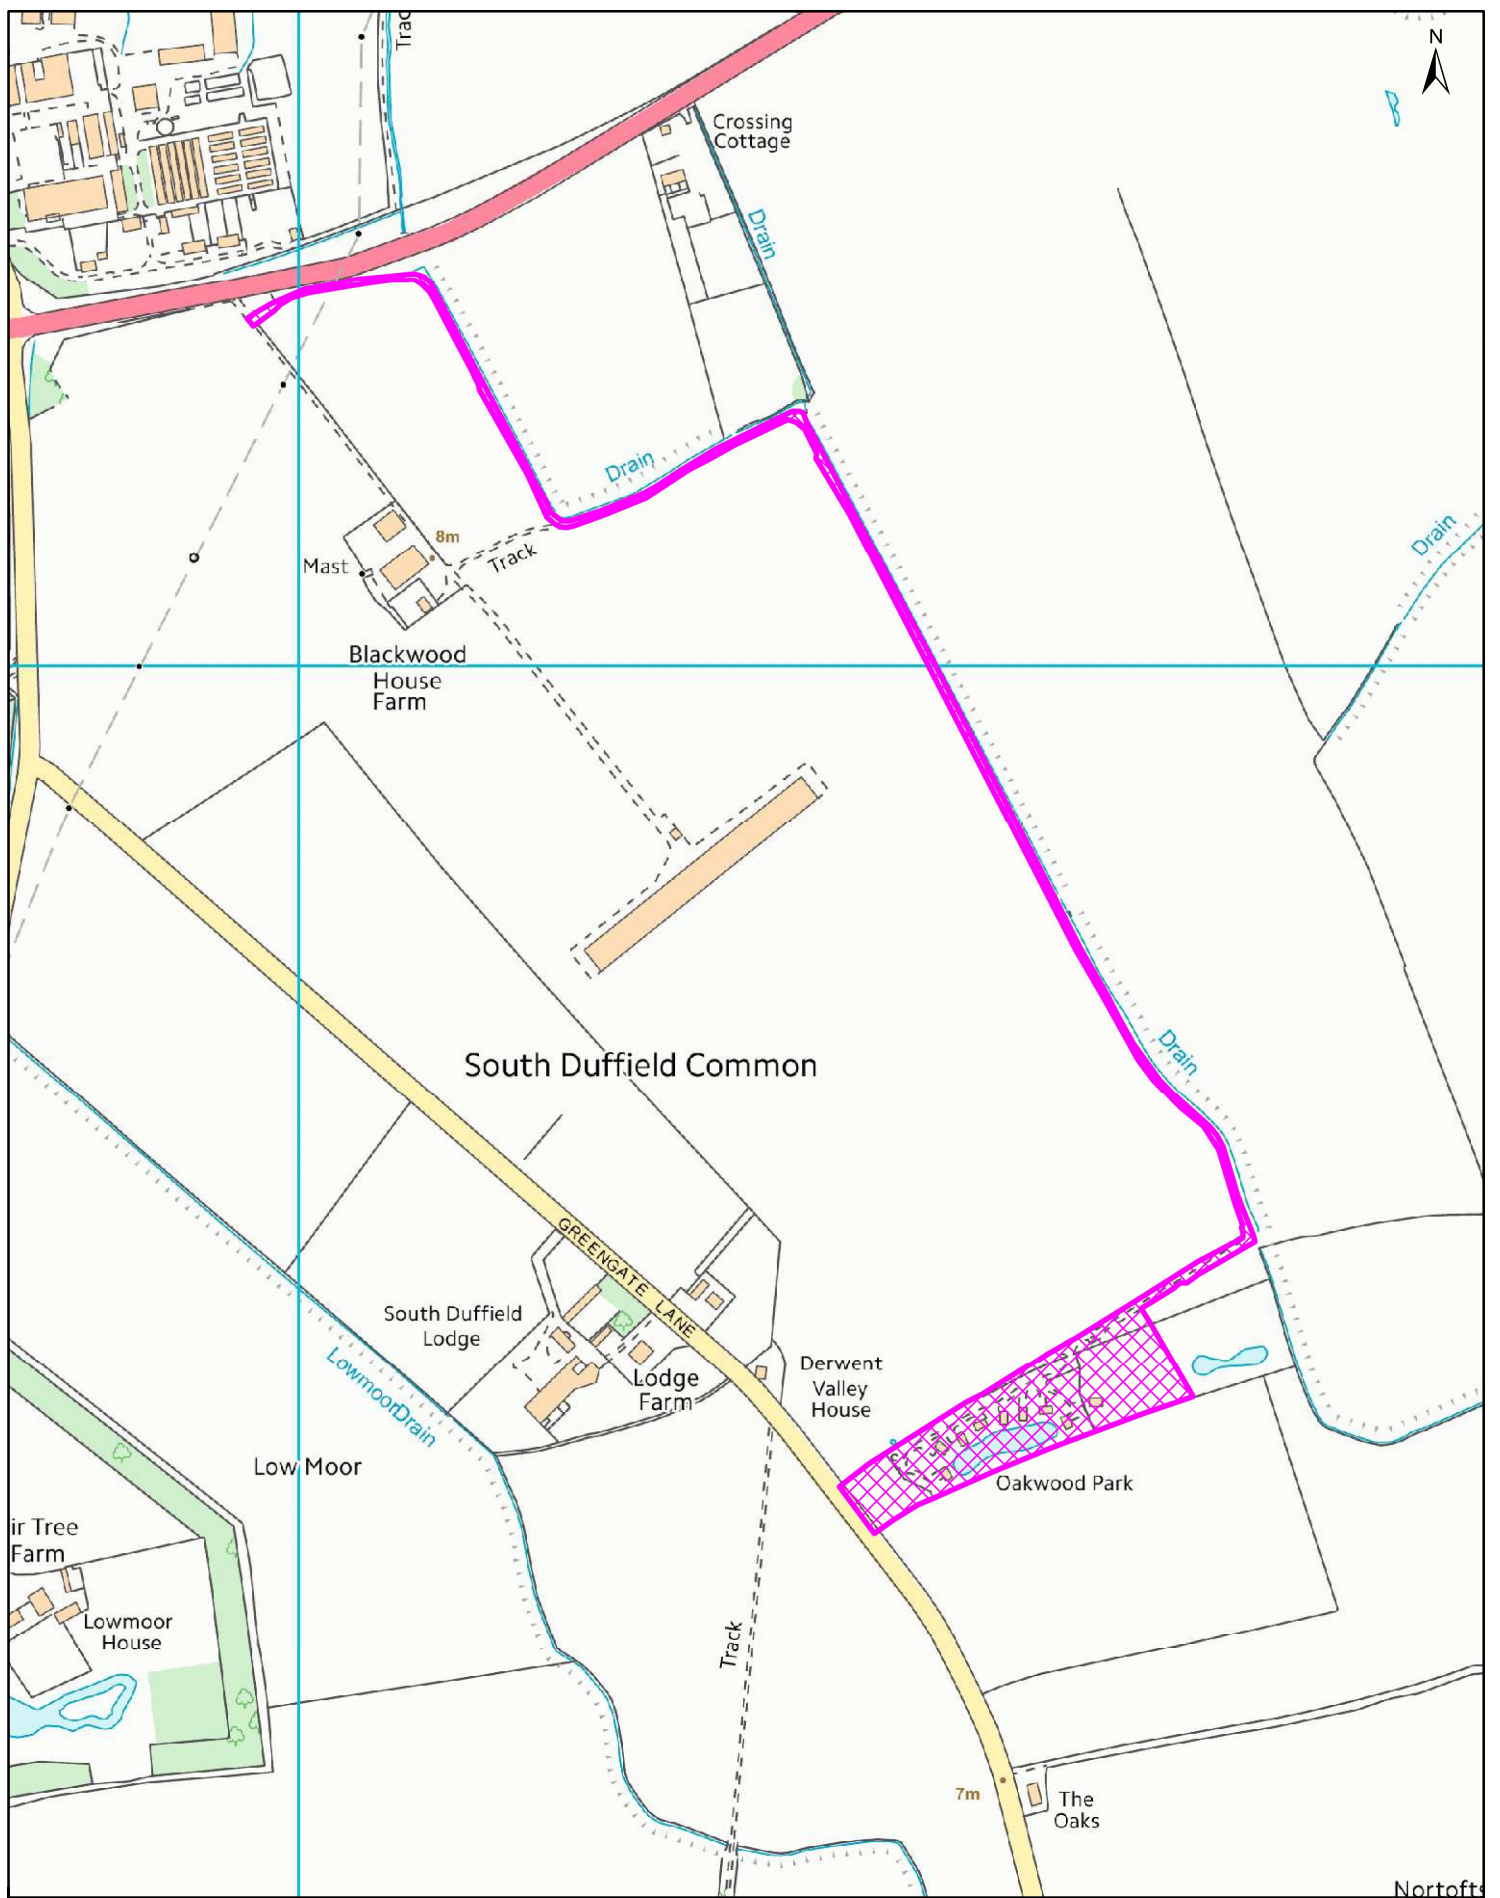 Trac
N
Crossing
Cottage
Drain
Drain
Drain
8m
Track
Mast
Blackwood
House
Farm
South Duffield Common
Drain
GREENGATE LANE
South Duffield
Lodge
Lodge
Farm
Derwent
Valley
House
Lowmoor Drain
Low Moor
Oakwood Park
ir Tree
Farm
Lowmoor
House
Track
7m
The
Oaks
Nortofts